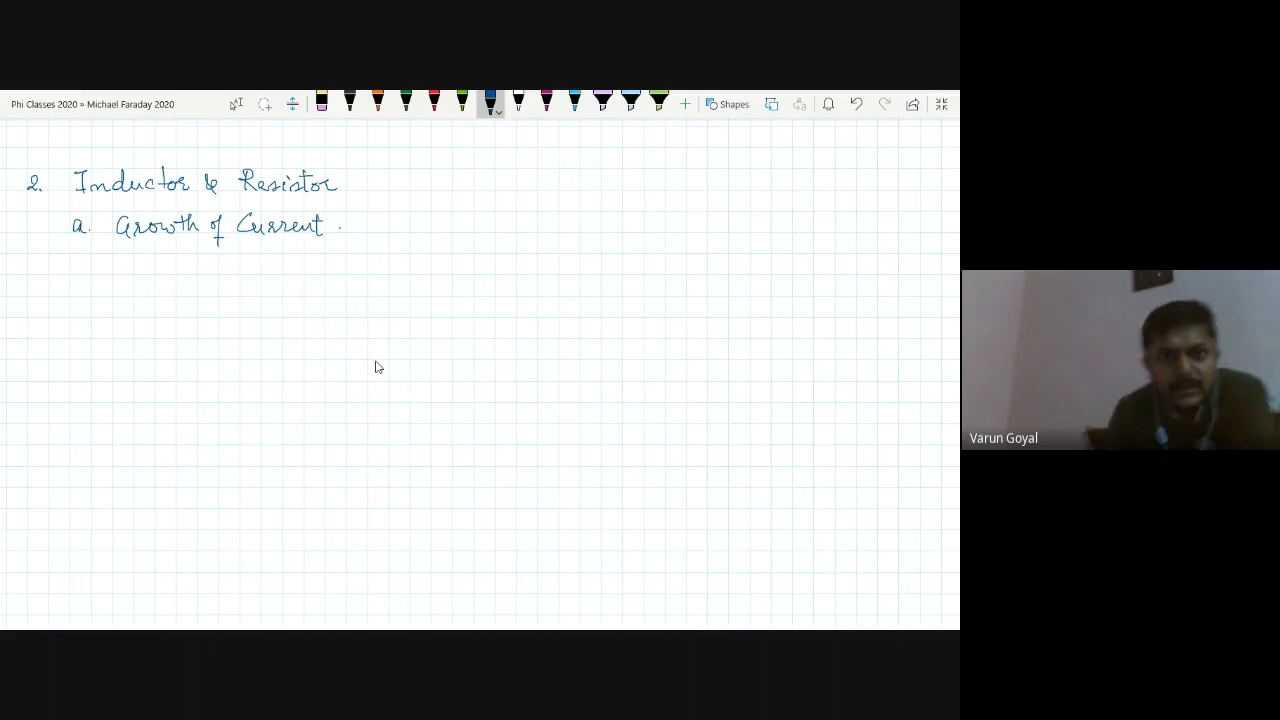 Phi Classes 2020 » Michael Faraday 2020
Shapes
2. Inductor & Resistor
a. Growth of Current.
Varun Goyal